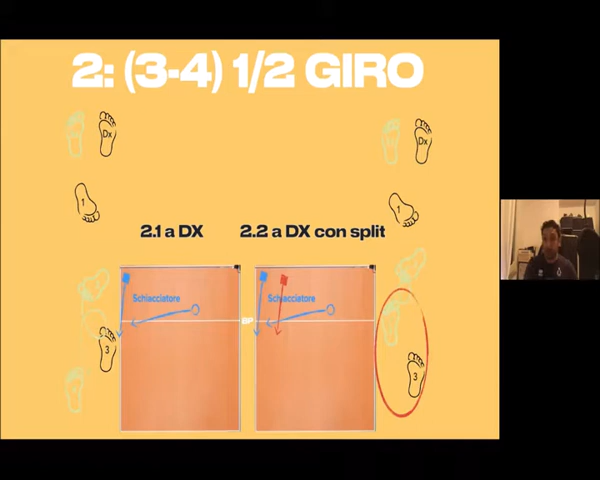 2: (3-4) 1/2 GIRO
Dx
Dx
1
1
2.1 a DX
2.2 a DX con split
Schiacciatore
Schiacciatore
BP
3
3